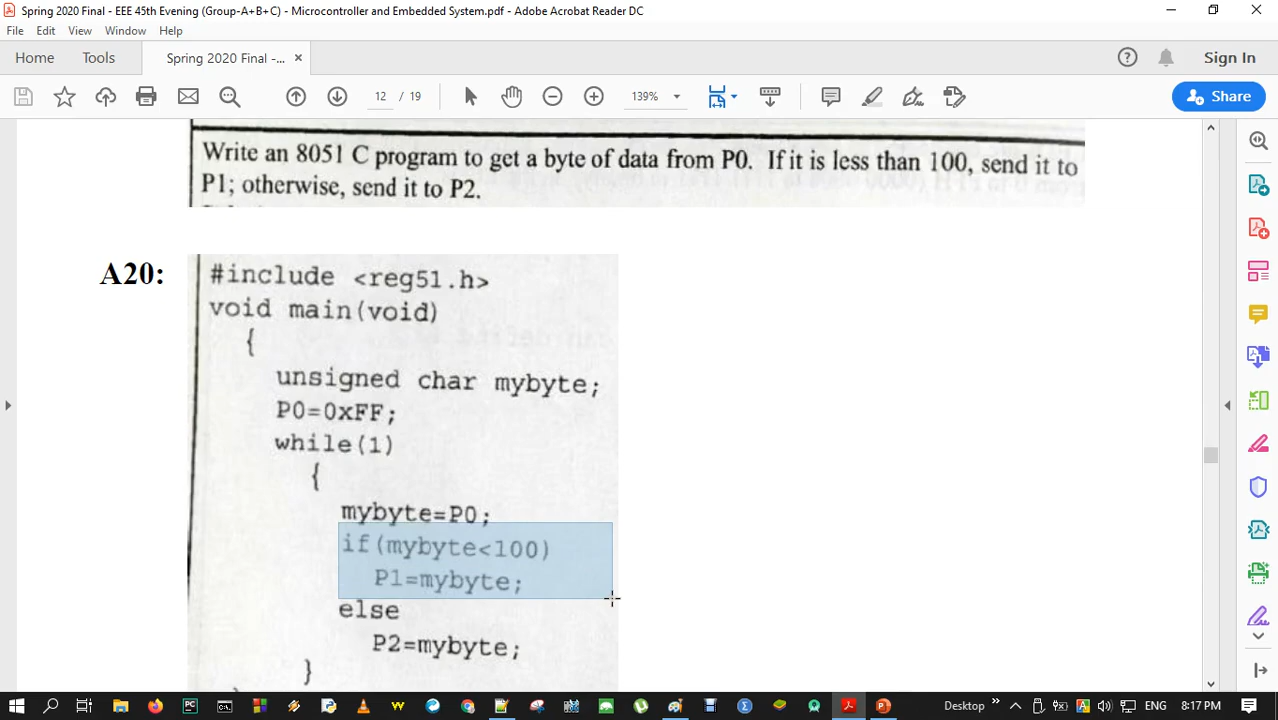 Spring 2020 Final - EEE 45th Evening (Group-A+B+C) - Microcontroller and Embedded System.pdf - Adobe Acrobat Reader DC
File Edit View Window Help
Home Tools Spring 2020 Final -... × Sign In
12 / 19 139% Share
Write an 8051 C program to get a byte of data from P0. If it is less than 100, send it to
P1; otherwise, send it to P2.
A20:
#include <reg51.h>
void main(void)
{
unsigned char mybyte;
P0=0xFF;
while(1)
{
mybyte=P0;
if(mybyte<100)
P1=mybyte;
else
P2=mybyte;
}
Desktop ENG 8:17 PM